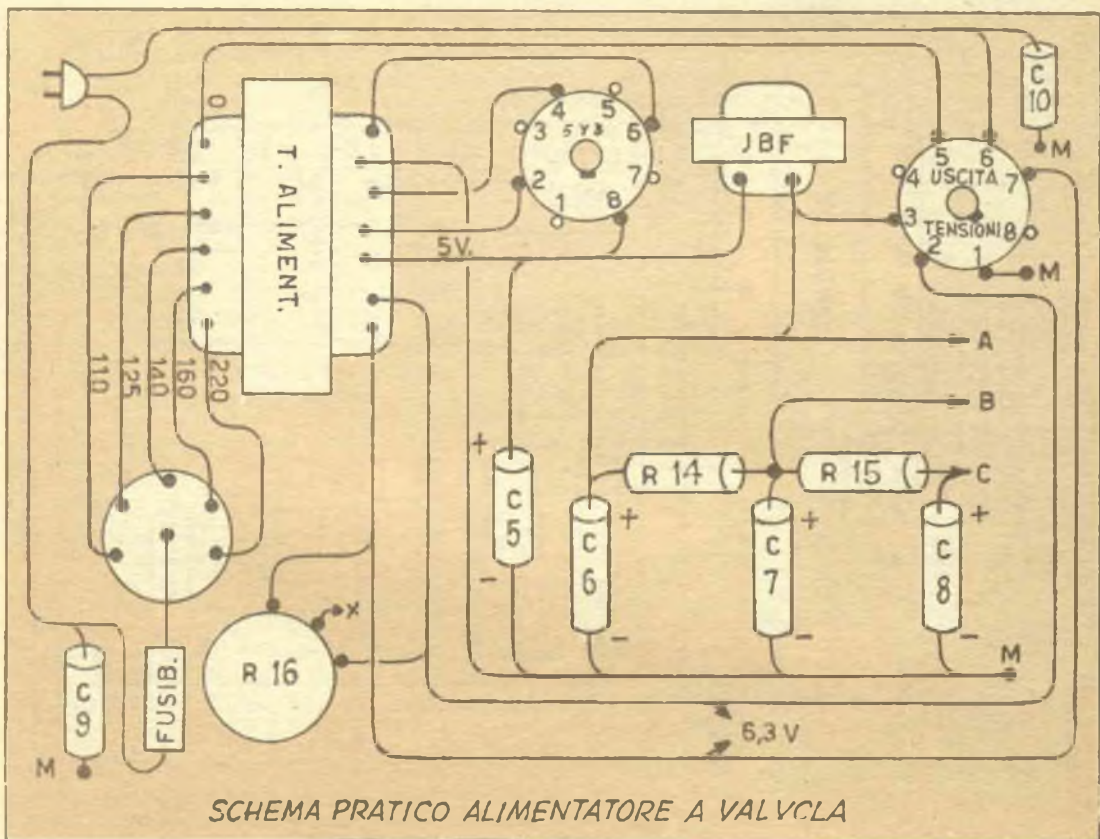 0
T. ALIMENT.
5V.
110
125
140
160
220
4
5
3
5Y3
6
2
7
1
8
JBF
C 10
M
5
6
4
USCITA
7
3
TENSIONI
8
2
1
M
A
B
C
+
C 5
-
R 14
R 15
+
C 6
-
+
C 7
-
+
C 8
-
M
X
R 16
C 9
M
FUSIB.
6,3 V
SCHEMA PRATICO ALIMENTATORE A VALVCLA